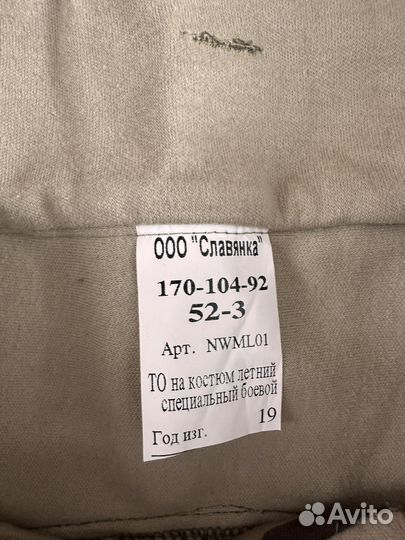 ООО "Славянка"
170-104-92
52-3
Арт. NWML01
ТО на костюм летний
специальный боевой
19
Год изг.
Avito